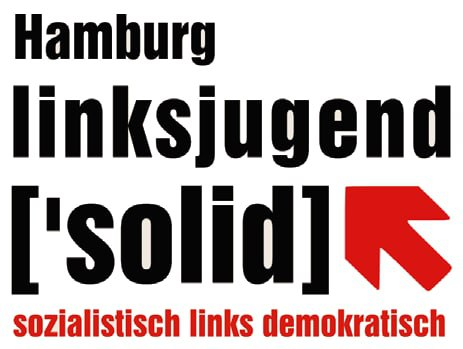 Hamburg
linksjugend
['solid]
sozialistisch links demokratisch